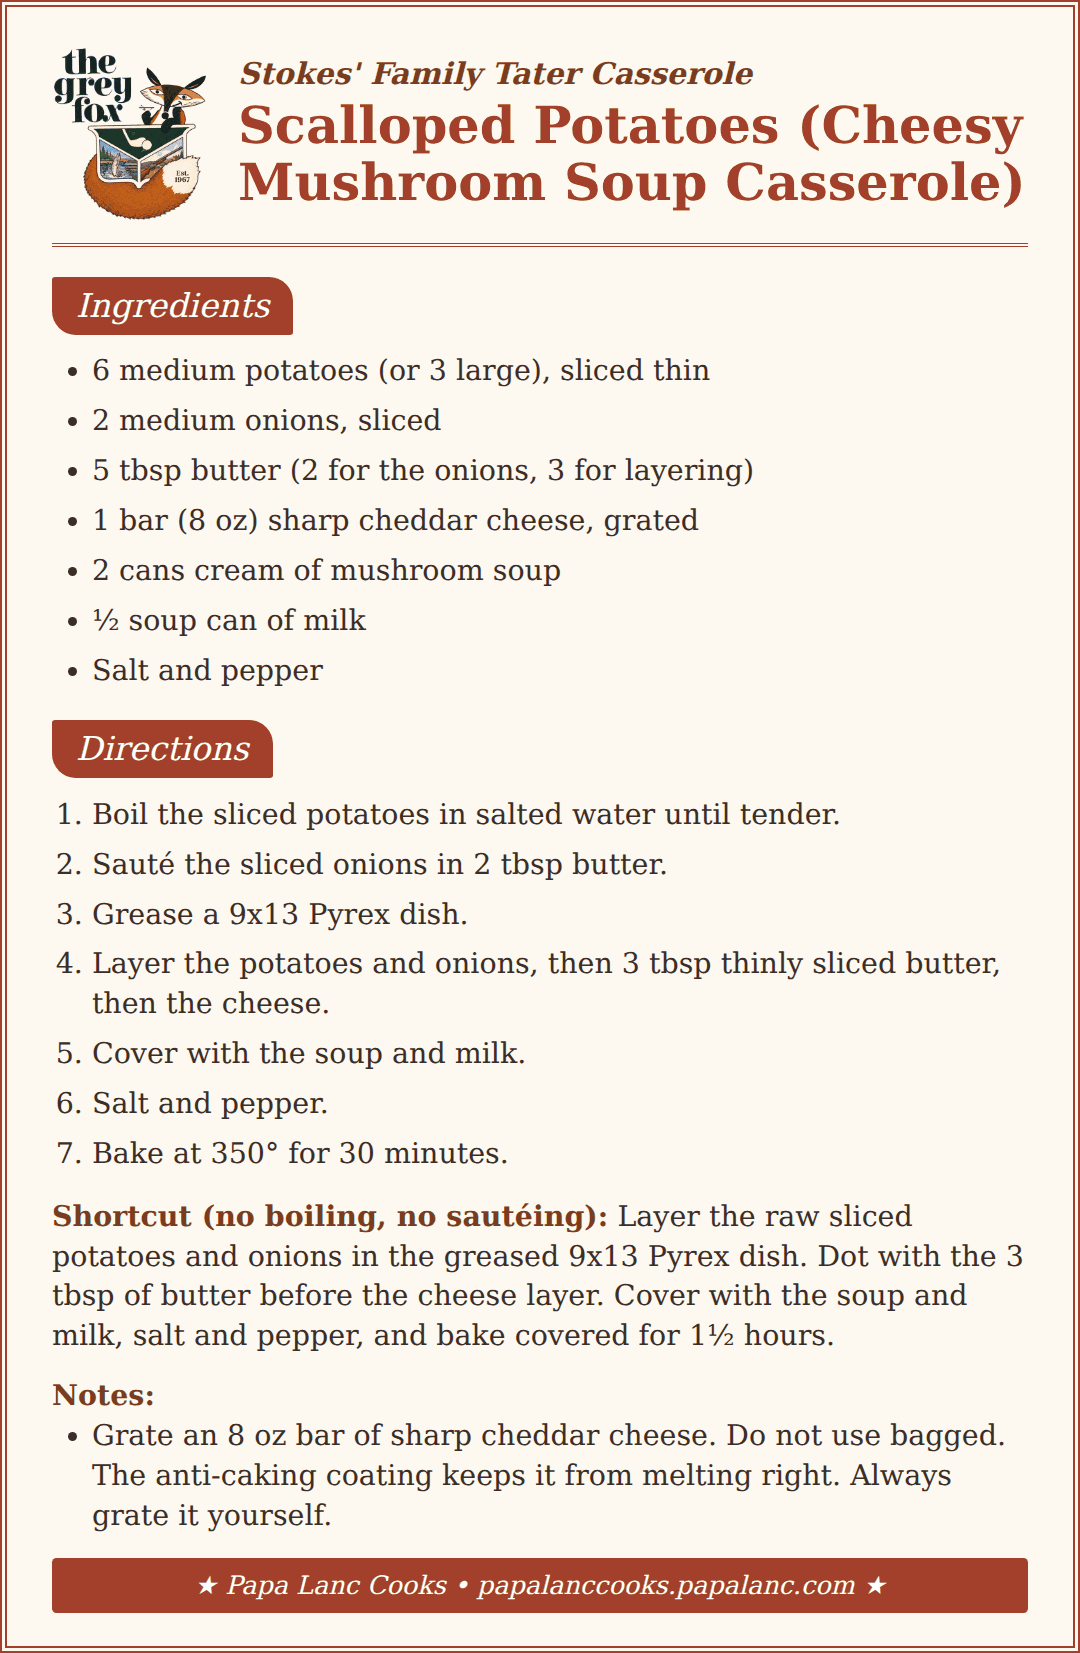 the
grey
fox
Est.
1967
Stokes' Family Tater Casserole
Scalloped Potatoes (Cheesy
Mushroom Soup Casserole)
Ingredients
• 6 medium potatoes (or 3 large), sliced thin
• 2 medium onions, sliced
• 5 tbsp butter (2 for the onions, 3 for layering)
• 1 bar (8 oz) sharp cheddar cheese, grated
• 2 cans cream of mushroom soup
• ½ soup can of milk
• Salt and pepper
Directions
1. Boil the sliced potatoes in salted water until tender.
2. Sauté the sliced onions in 2 tbsp butter.
3. Grease a 9x13 Pyrex dish.
4. Layer the potatoes and onions, then 3 tbsp thinly sliced butter,
then the cheese.
5. Cover with the soup and milk.
6. Salt and pepper.
7. Bake at 350° for 30 minutes.
Shortcut (no boiling, no sautéing): Layer the raw sliced
potatoes and onions in the greased 9x13 Pyrex dish. Dot with the 3
tbsp of butter before the cheese layer. Cover with the soup and
milk, salt and pepper, and bake covered for 1½ hours.
Notes:
• Grate an 8 oz bar of sharp cheddar cheese. Do not use bagged.
The anti-caking coating keeps it from melting right. Always
grate it yourself.
★ Papa Lanc Cooks • papalanccooks.papalanc.com ★